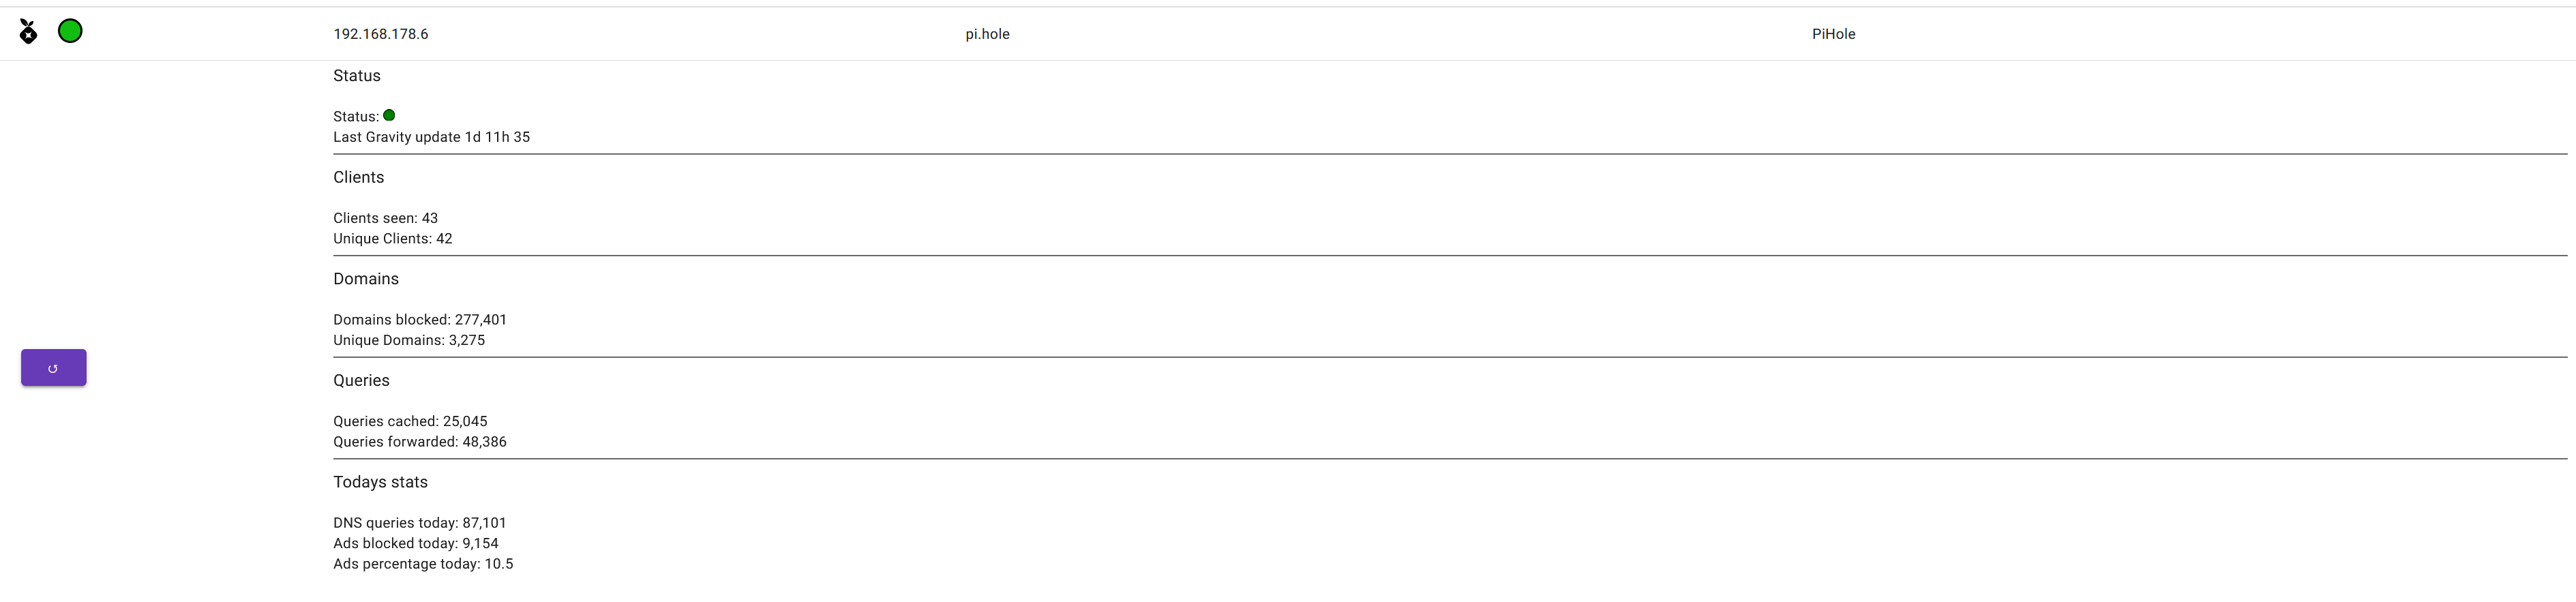 192.168.178.6 pi.hole PiHole
Status
Status:
Last Gravity update 1d 11h 35
Clients
Clients seen: 43
Unique Clients: 42
Domains
Domains blocked: 277,401
Unique Domains: 3,275
↺
Queries
Queries cached: 25,045
Queries forwarded: 48,386
Todays stats
DNS queries today: 87,101
Ads blocked today: 9,154
Ads percentage today: 10.5